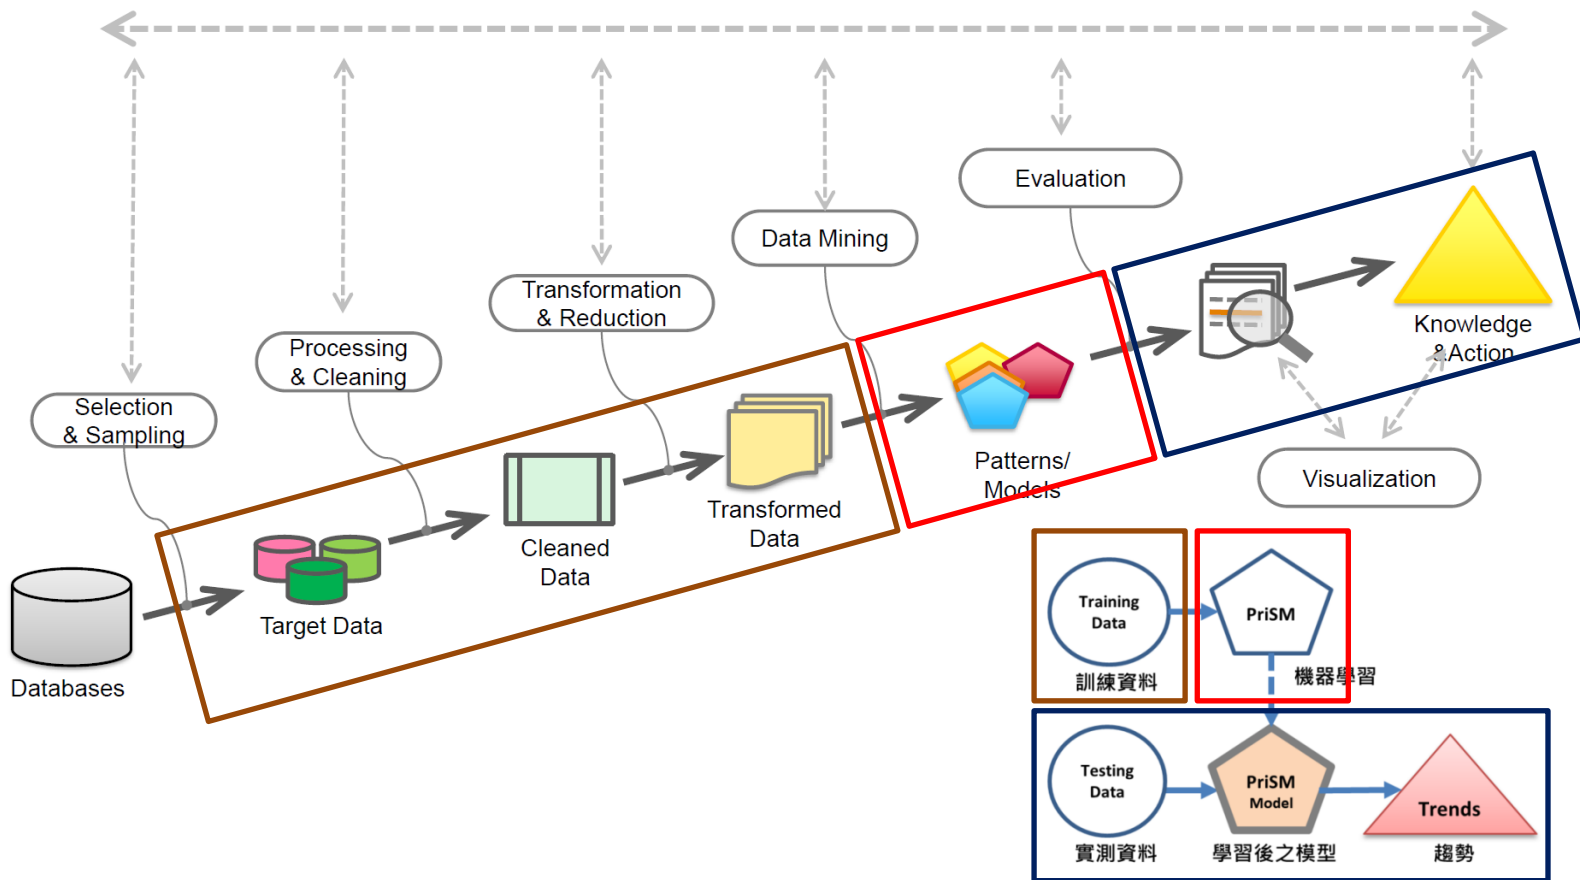 Evaluation
Data Mining
Transformation
& Reduction
Processing
& Cleaning
Selection
& Sampling
Knowledge
&Action
Patterns/
Models
Visualization
Transformed
Data
Cleaned
Data
Target Data
Databases
Training
Data
訓練資料
PriSM
機器學習
Testing
Data
實測資料
PriSM
Model
學習後之模型
Trends
趨勢